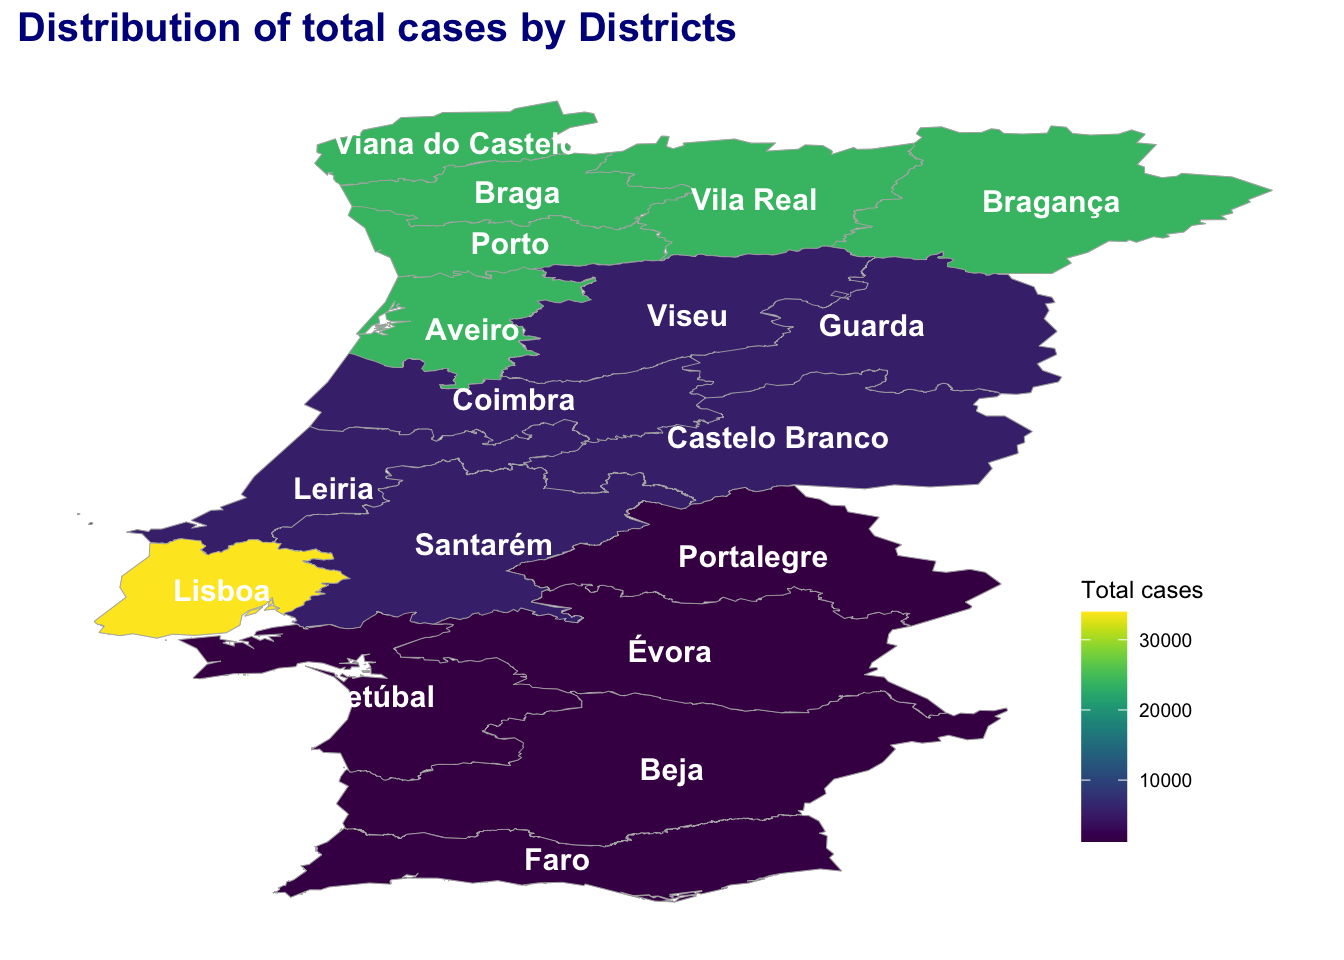 Distribution of total cases by Districts
Viana do Castelo
Braga
Vila Real
Bragança
Porto
Viseu
Guarda
Aveiro
Coimbra
Castelo Branco
Leiria
Santarém
Portalegre
Lisboa
Total cases
30000
Évora
etúbal
20000
Beja
10000
Faro